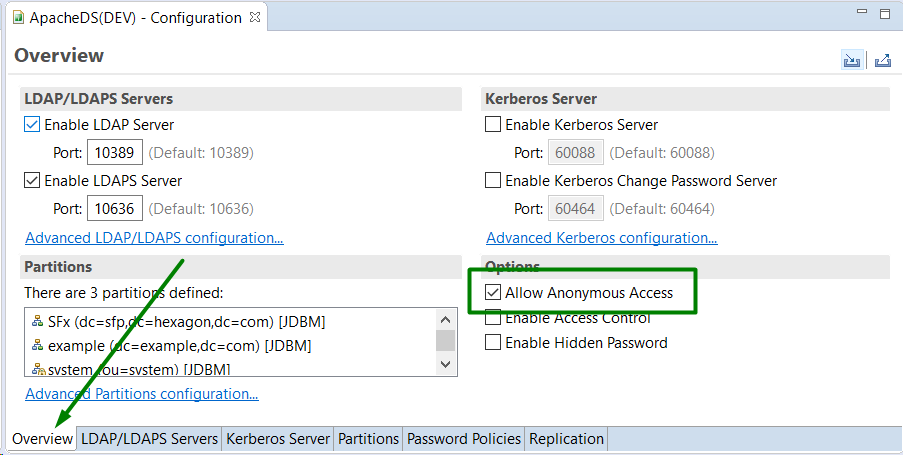 ApacheDS(DEV) - Configuration
Overview
LDAP/LDAPS Servers
Enable LDAP Server
Port: 10389 (Default: 10389)
Enable LDAPS Server
Port: 10636 (Default: 10636)
Advanced LDAP/LDAPS configuration...
Kerberos Server
Enable Kerberos Server
Port: 60088 (Default: 60088)
Enable Kerberos Change Password Server
Port: 60464 (Default: 60464)
Advanced Kerberos configuration...
Partitions
There are 3 partitions defined:
SFx (dc=sfp,dc=hexagon,dc=com) [JDBM]
example (dc=example,dc=com) [JDBM]
system (ou=system) [JDBM]
Advanced Partitions configuration...
Options
Allow Anonymous Access
Enable Access Control
Enable Hidden Password
Overview LDAP/LDAPS Servers Kerberos Server Partitions Password Policies Replication